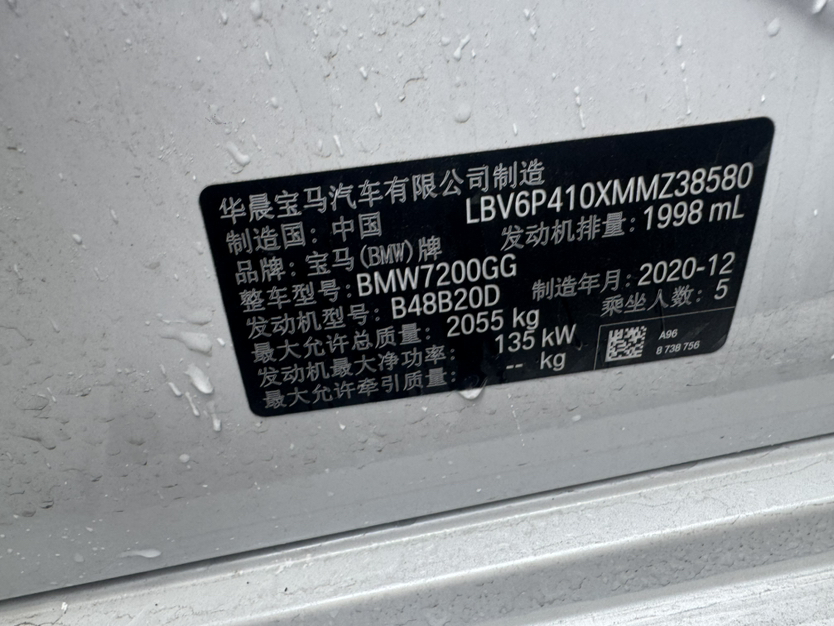 华晨宝马汽车有限公司制造
制造国：中国 LBV6P410XMMZ38580
品牌：宝马(BMW)牌 发动机排量：1998 mL
整车型号：BMW7200GG
发动机型号：B48B20D 制造年月：2020-12
最大允许总质量：2055 kg 乘坐人数：5
发动机最大净功率：135 kW
最大允许牵引质量：-- kg
A96
8 738 756